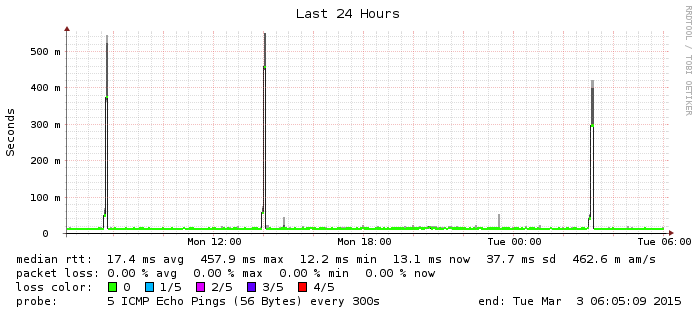 Last 24 Hours
RRDTOOL / TOBI OETIKER
Seconds
500 m
400 m
300 m
200 m
100 m
0
Mon 12:00 Mon 18:00 Tue 00:00 Tue 06:00
median rtt: 17.4 ms avg 457.9 ms max 12.2 ms min 13.1 ms now 37.7 ms sd 462.6 m am/s
packet loss: 0.00 % avg 0.00 % max 0.00 % min 0.00 % now
loss color: 0 1/5 2/5 3/5 4/5
probe: 5 ICMP Echo Pings (56 Bytes) every 300s end: Tue Mar 3 06:05:09 2015